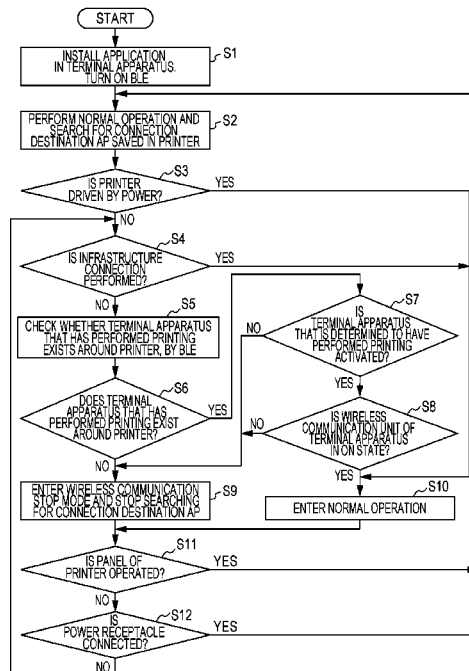 START
S1
INSTALL APPLICATION
IN TERMINAL APPARATUS.
TURN ON BLE
S2
PERFORM NORMAL OPERATION AND
SEARCH FOR CONNECTION
DESTINATION AP SAVED IN PRINTER
S3
IS PRINTER
DRIVEN BY POWER?
YES
NO
S4
IS INFRASTRUCTURE
CONNECTION
PERFORMED?
YES
NO
S5
CHECK WHETHER TERMINAL APPARATUS
THAT HAS PERFORMED PRINTING
EXISTS AROUND PRINTER, BY BLE
S6
DOES TERMINAL
APPARATUS THAT HAS
PERFORMED PRINTING EXIST
AROUND PRINTER?
YES
NO
S7
IS
TERMINAL APPARATUS
THAT IS DETERMINED TO HAVE
PERFORMED PRINTING
ACTIVATED?
NO
YES
S8
IS WIRELESS
COMMUNICATION UNIT OF
TERMINAL APPARATUS
IN ON STATE?
NO
YES
S9
ENTER WIRELESS COMMUNICATION
STOP MODE AND STOP SEARCHING
FOR CONNECTION DESTINATION AP
S10
ENTER NORMAL OPERATION
S11
IS PANEL OF
PRINTER OPERATED?
YES
NO
S12
IS
POWER RECEPTACLE
CONNECTED?
YES
NO